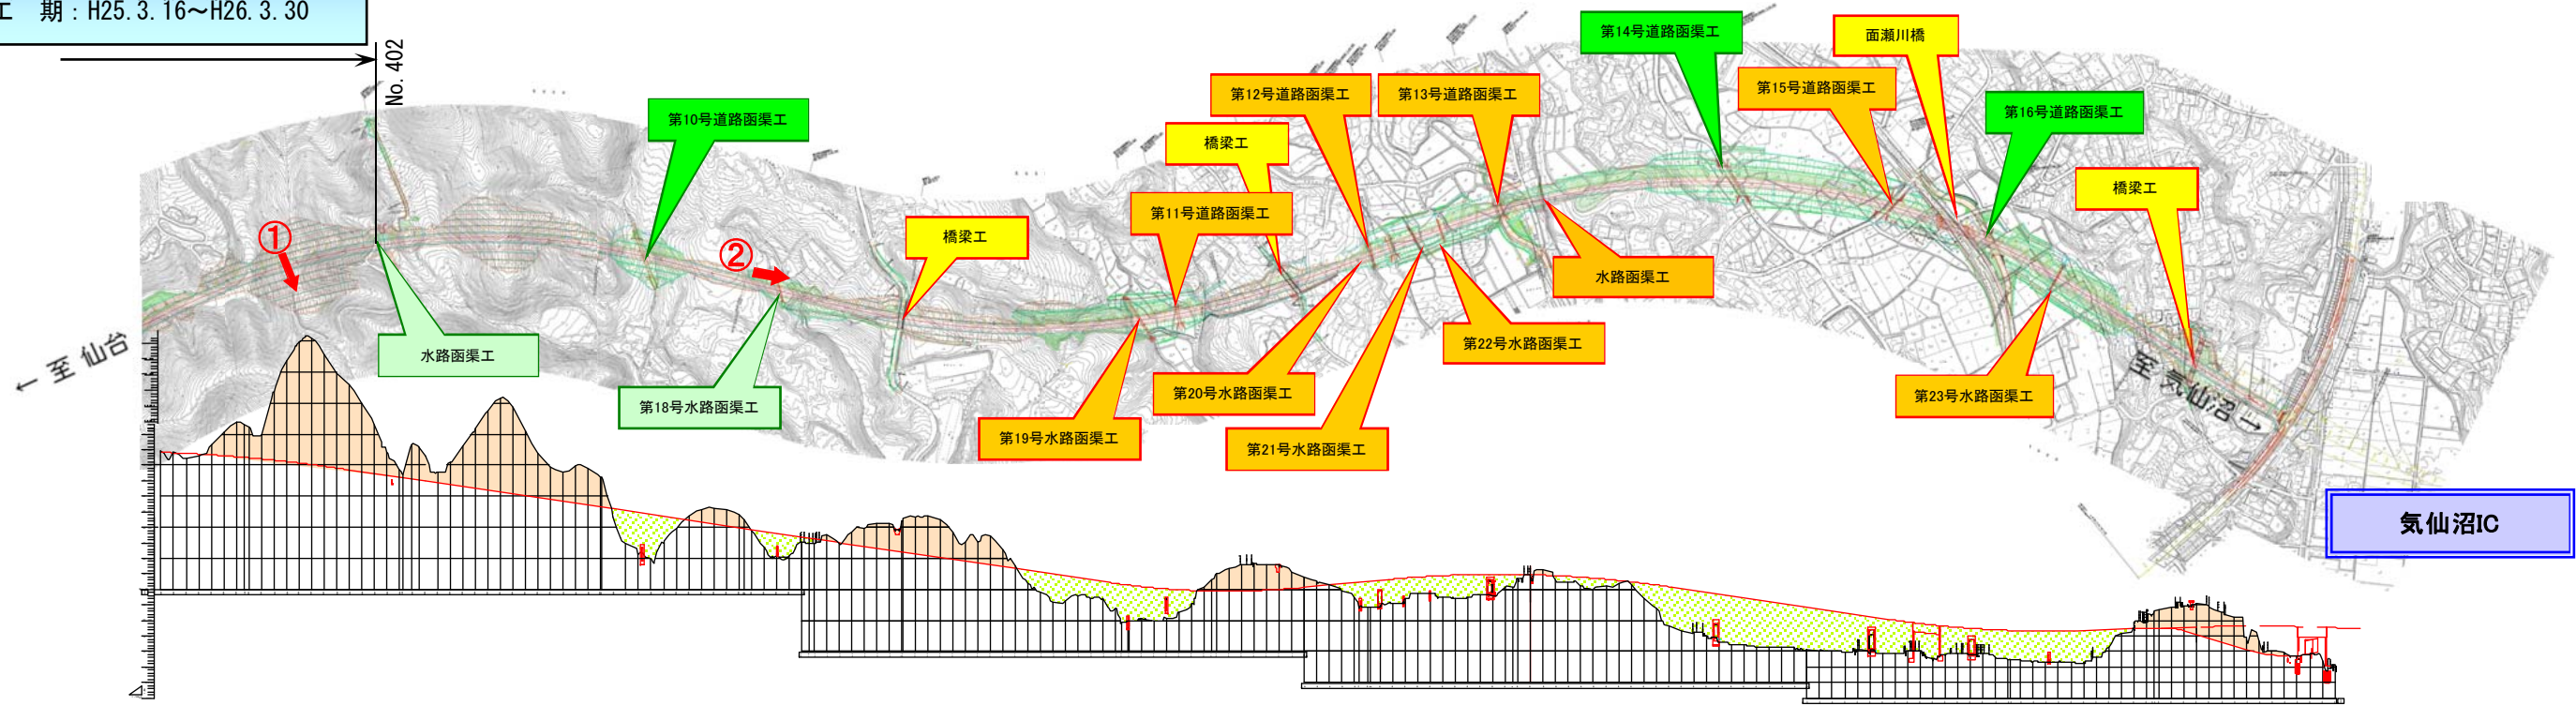 工　期：H25.3.16～H26.3.30
No.402
第14号道路函渠工
面瀬川橋
第12号道路函渠工
第13号道路函渠工
第15号道路函渠工
第10号道路函渠工
第16号道路函渠工
橋梁工
橋梁工
第11号道路函渠工
①
②
橋梁工
水路函渠工
水路函渠工
第22号水路函渠工
← 至 仙台
至 気仙沼 →
第18号水路函渠工
第20号水路函渠工
第23号水路函渠工
第19号水路函渠工
第21号水路函渠工
気仙沼IC